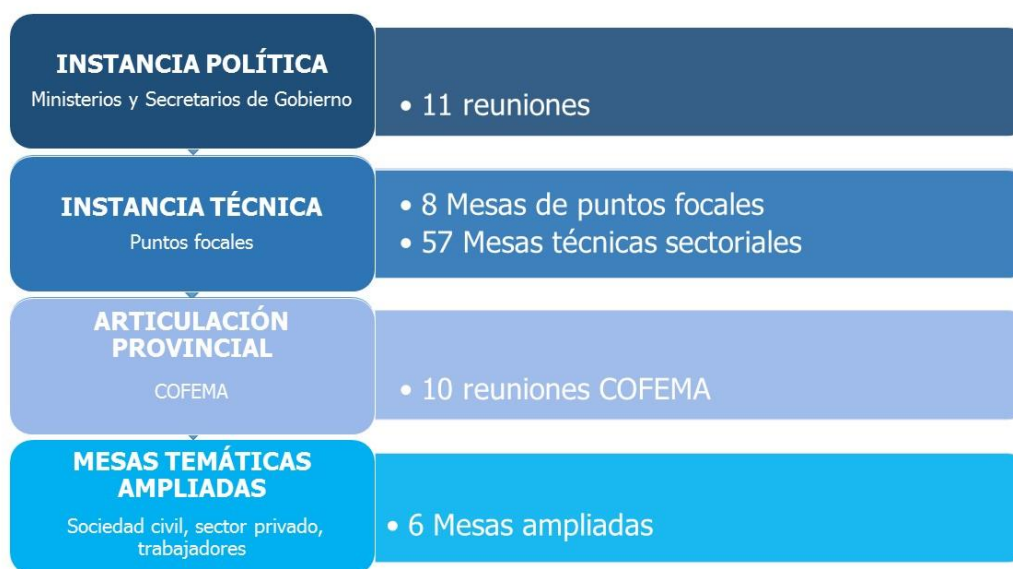 INSTANCIA POLÍTICA
Ministerios y Secretarios de Gobierno
• 11 reuniones
INSTANCIA TÉCNICA
Puntos focales
• 8 Mesas de puntos focales
• 57 Mesas técnicas sectoriales
ARTICULACIÓN
PROVINCIAL
COFEMA
• 10 reuniones COFEMA
MESAS TEMÁTICAS
AMPLIADAS
Sociedad civil, sector privado,
trabajadores
• 6 Mesas ampliadas